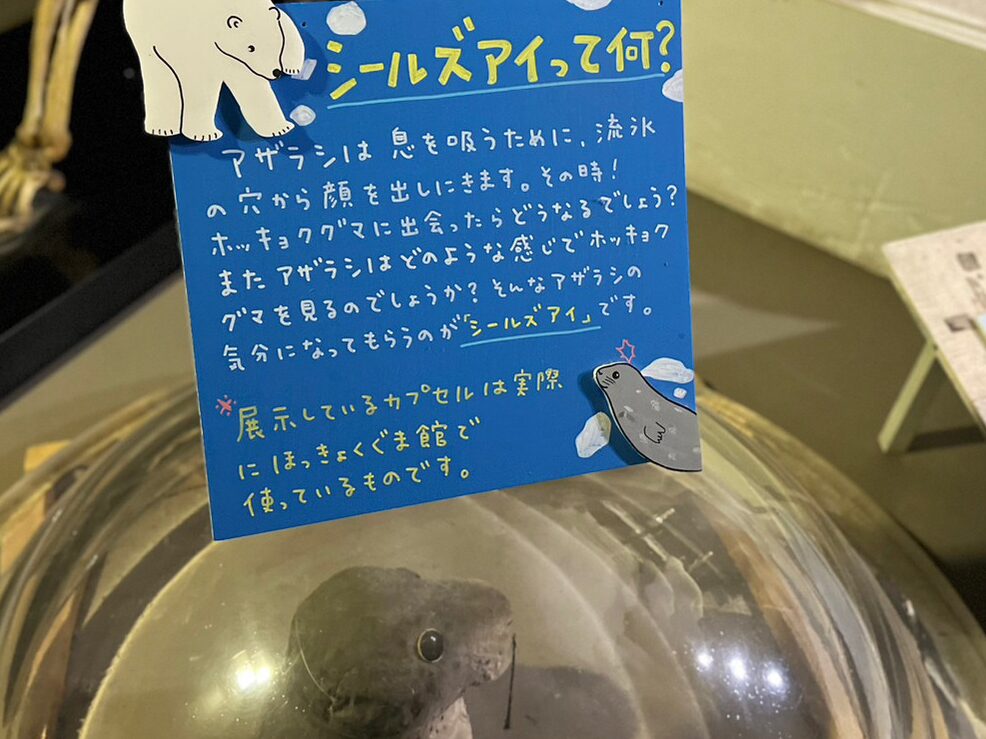 シールズアイって何?
アザラシは 息を吸うために、流氷
の穴から顔を出しにきます。その時!
ホッキョクグマに出会ったらどうなるでしょう?
またアザラシはどのような感じでホッキョク
グマを見るのでしょうか? そんなアザラシの
気分になってもらうのが「シールズアイ」です。
※展示しているカプセルは実際
にほっきょくぐま館で
使っているものです。